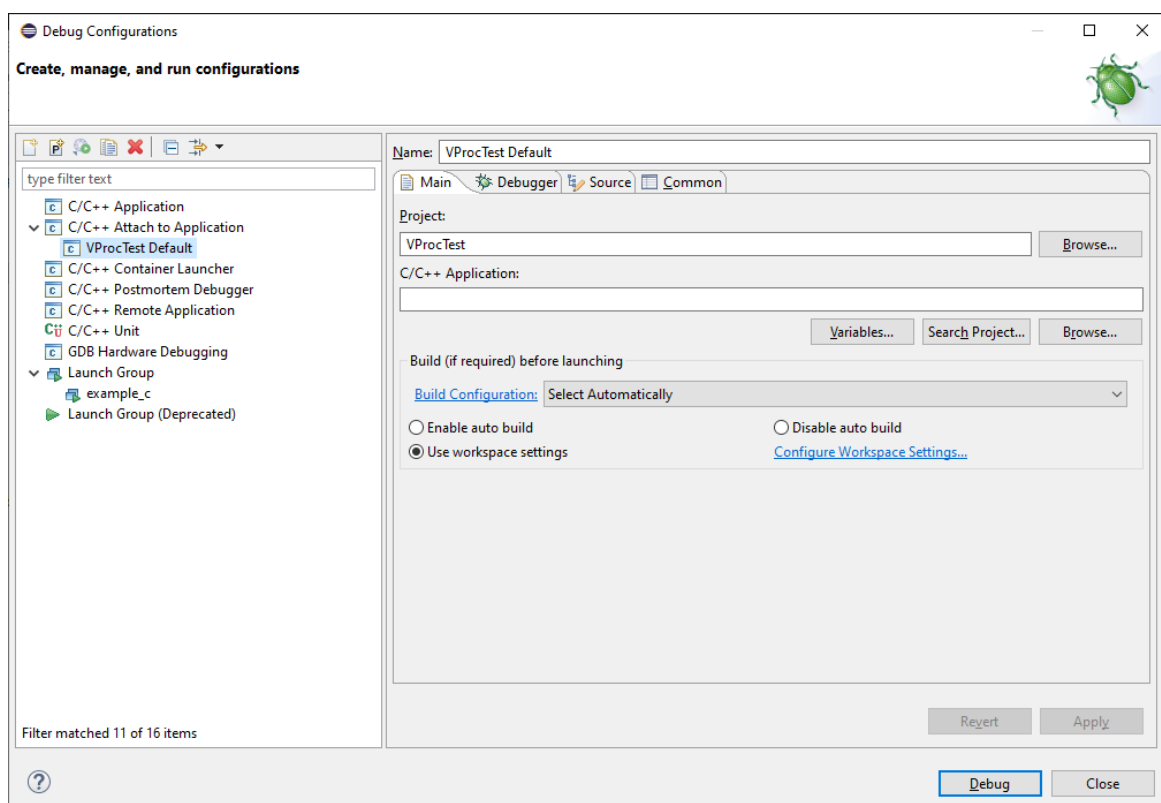 Debug Configurations
Create, manage, and run configurations
type filter text
C/C++ Application
C/C++ Attach to Application
VProcTest Default
C/C++ Container Launcher
C/C++ Postmortem Debugger
C/C++ Remote Application
C/C++ Unit
GDB Hardware Debugging
Launch Group
example_c
Launch Group (Deprecated)
Filter matched 11 of 16 items
Name: VProcTest Default
Main Debugger Source Common
Project:
VProcTest Browse...
C/C++ Application:
Variables... Search Project... Browse...
Build (if required) before launching
Build Configuration: Select Automatically
Enable auto build Disable auto build
Use workspace settings Configure Workspace Settings...
Revert Apply
Debug Close